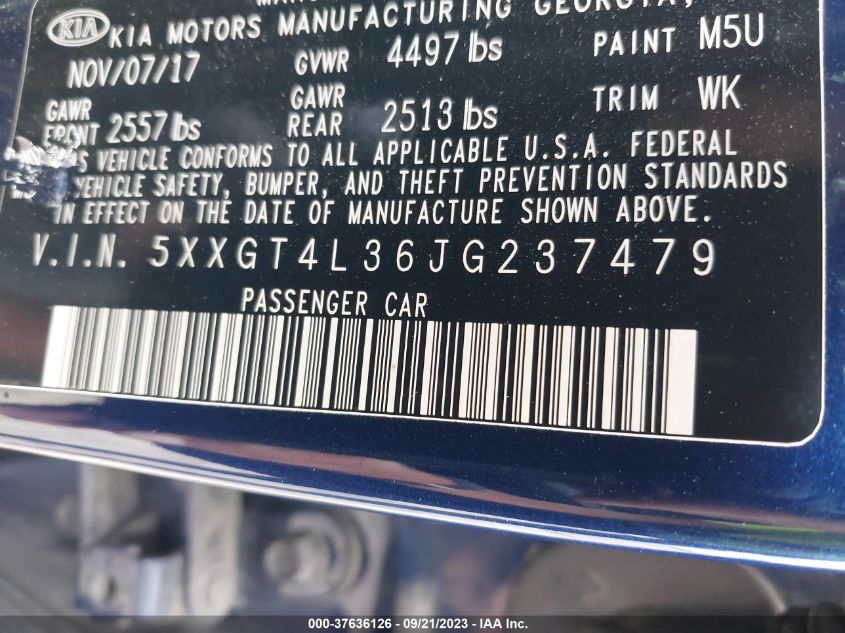 KIA KIA MOTORS MANUFACTURING GEORGIA,
NOV/07/17 GVWR 4497 lbs PAINT M5U
GAWR FRONT 2557 lbs GAWR REAR 2513 lbs TRIM WK
VEHICLE CONFORMS TO ALL APPLICABLE U.S.A. FEDERAL
VEHICLE SAFETY, BUMPER, AND THEFT PREVENTION STANDARDS
IN EFFECT ON THE DATE OF MANUFACTURE SHOWN ABOVE.
V.I.N. 5XXGT4L36JG237479
PASSENGER CAR
000-37636126 - 09/21/2023 - IAA Inc.